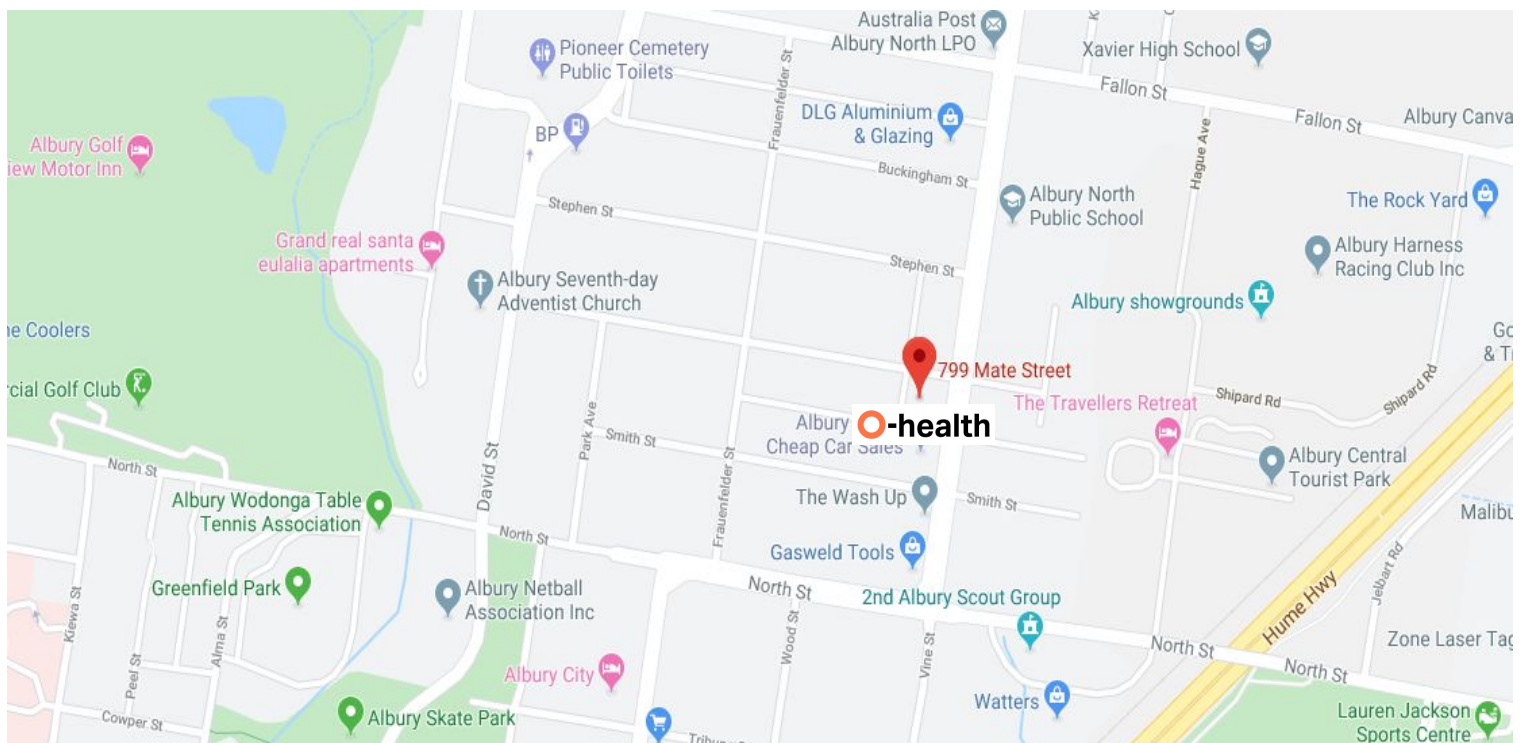 Australia Post
Albury North LPO
Xavier High School
Pioneer Cemetery
Public Toilets
Frauenfelder St
Fallon St
DLG Aluminium
& Glazing
Fallon St
Albury Canva
BP
Albury Golf
iew Motor Inn
Hague Ave
Buckingham St
Albury North
Public School
The Rock Yard
Stephen St
Grand real santa
eulalia apartments
Albury Harness
Racing Club Inc
Stephen St
Albury Seventh-day
Adventist Church
Albury showgrounds
ne Coolers
Go
& T
799 Mate Street
rcial Golf Club
The Travellers Retreat
Shipard Rd
Shipard Rd
Park Ave
Albury
Cheap Car Sales
O-health
Smith St
David St
Frauenfelder St
North St
Albury Central
Tourist Park
Albury Wodonga Table
Tennis Association
The Wash Up
Smith St
Malibu
North St
Gasweld Tools
Greenfield Park
Albury Netball
Association Inc
North St
2nd Albury Scout Group
Jelbart Rd
Hume Hwy
Kiewa St
Alma St
Peel St
Wood St
Vine St
North St
Zone Laser Tag
North St
Albury City
Watters
Cowper St
Albury Skate Park
Lauren Jackson
Sports Centre